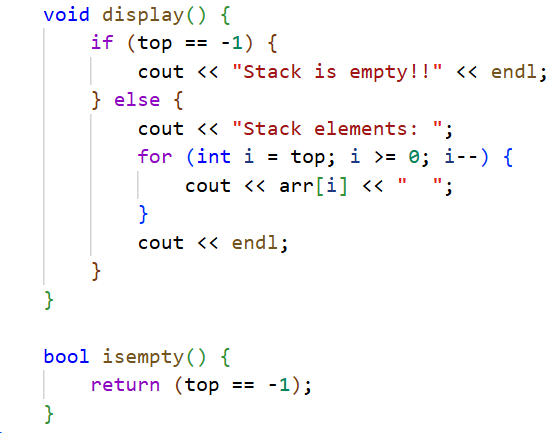 void display() {
    if (top == -1) {
        cout << "Stack is empty!!" << endl;
    } else {
        cout << "Stack elements: ";
        for (int i = top; i >= 0; i--) {
            cout << arr[i] << "  ";
        }
        cout << endl;
    }
}

bool isempty() {
    return (top == -1);
}